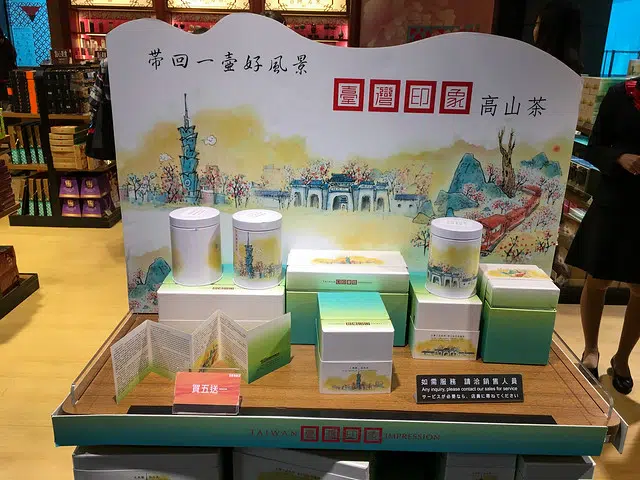 帶回一壺好風景
臺灣印象 高山茶
買五送一
如需服務 請洽銷售人員
Any inquiry, please contact our sales for service
サービスが必要なら、店員に尋ねてください
TAIWAN 臺灣印象 IMPRESSION